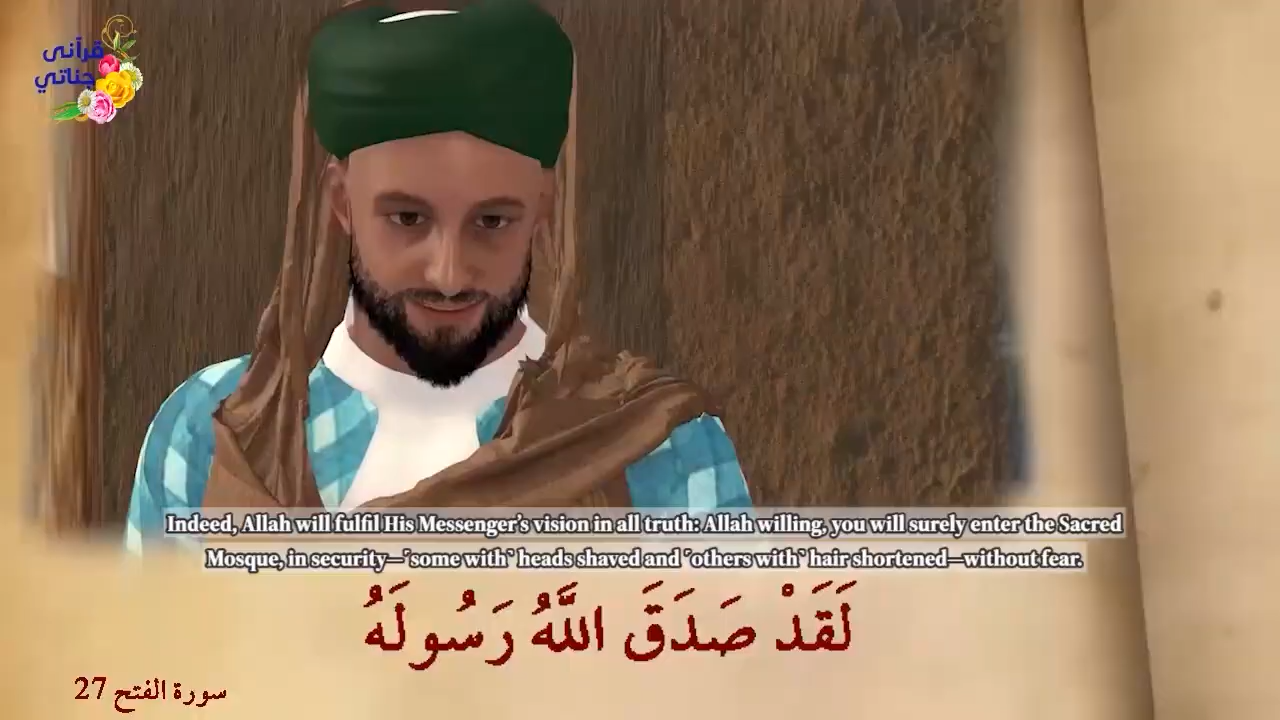 قرآنى
جناتي
Indeed, Allah will fulfil His Messenger's vision in all truth: Allah willing, you will surely enter the Sacred
Mosque, in security—˹some with˺ heads shaved and ˹others with˺ hair shortened—without fear.
لَقَدْ صَدَقَ اللَّهُ رَسُولَهُ
سورة الفتح 27